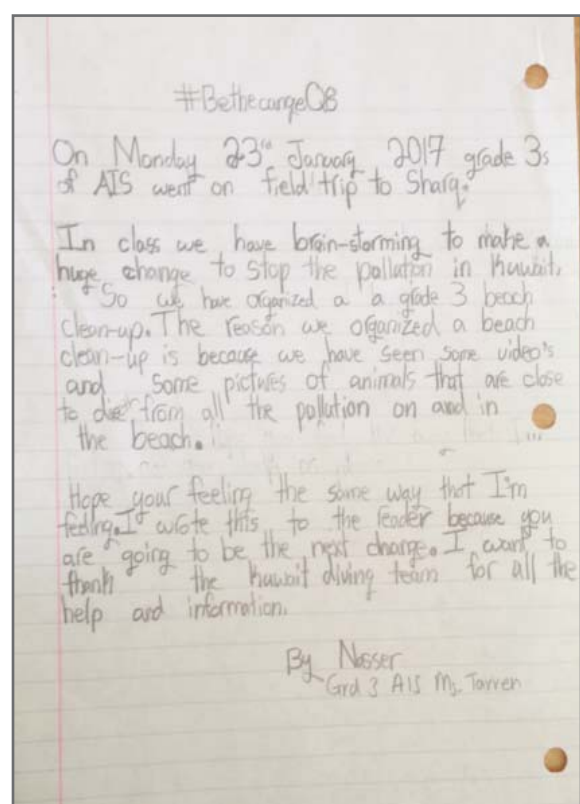 #BethecangeOB
On Monday 23rd January 2017 grade 3s
of AIS went on field trip to Sharq.
In class we have brain-storming to make a
huge change to stop the pollution in Kuwait.
So we have organized a a grade 3 beach
clean-up. The reason we organized a beach
clean-up is because we have seen some video's
and some pictures of animals that are close
to die from all the pollution on and in
the beach.
Hope your feeling the same way that I'm
feeling. I wrote this to the reader because you
are going to be the next change. I want to
thank the Kuwait diving team for all the
help and information.
By Nasser
Grd 3 AIS Ms. Tarren